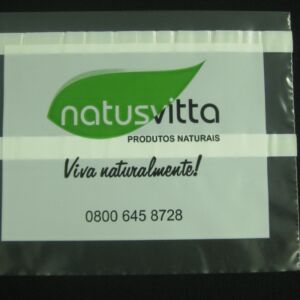 natusvitta
PRODUTOS NATURAIS
Viva naturalmente!
0800 645 8728